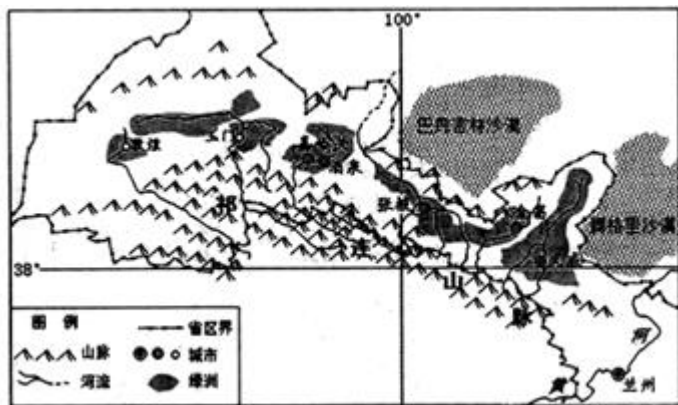 100°
巴丹吉林沙漠
敦煌
玉门
酒泉
张掖
腾格里沙漠
祁
连
山
脉
38°
河
黄
兰州
图 例
省区界
山脉
城市
河流
绿洲